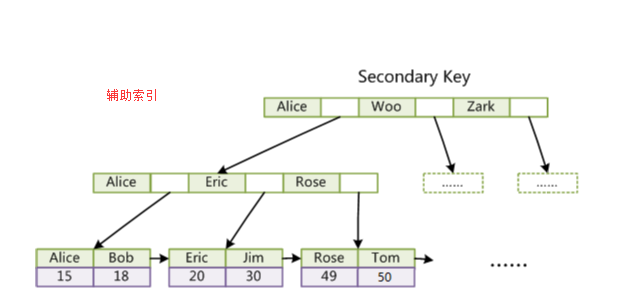 Secondary Key
辅助索引
Alice Woo Zark
Alice Eric Rose
...... ......
Alice Bob Eric Jim Rose Tom
15 18 20 30 49 50
......